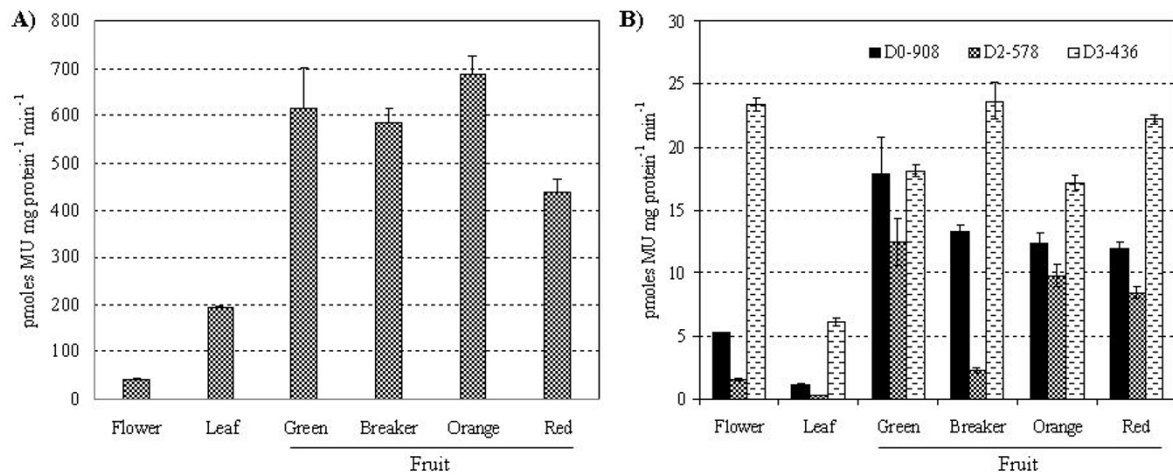 A)
pmoles MU mg protein⁻¹ min⁻¹
800
700
600
500
400
300
200
100
0
Flower Leaf Green Breaker Orange Red
Fruit
B)
pmoles MU mg protein⁻¹ min⁻¹
30
25
20
15
10
5
0
D0-908 D2-578 D3-436
Flower Leaf Green Breaker Orange Red
Fruit